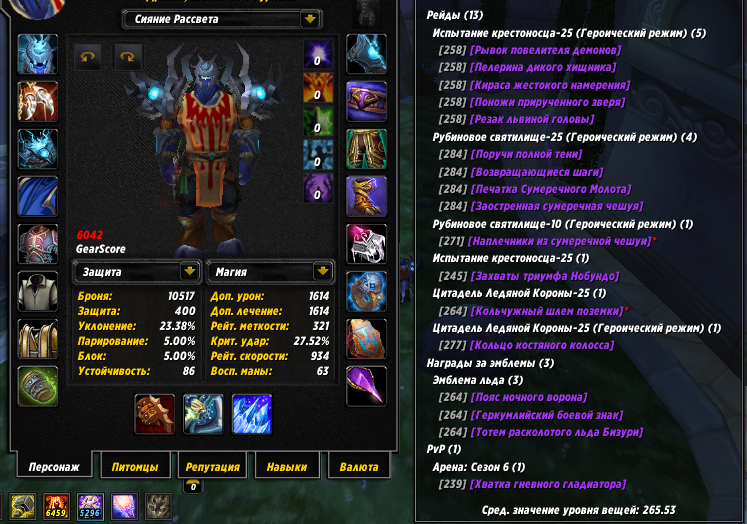 Сияние Рассвета
0
0
0
0
0
6042
GearScore
Защита
Броня: 10517
Защита: 400
Уклонение: 23.38%
Парирование: 5.00%
Блок: 5.00%
Устойчивость: 86
Магия
Доп. урон: 1614
Доп. лечение: 1614
Рейт. меткости: 321
Крит. удар: 27.52%
Рейт. скорости: 934
Восп. маны: 63
Персонаж
Питомцы
Репутация
Навыки
Валюта
0
6459
5296
Рейды (13)
Испытание крестоносца-25 (Героический режим) (5)
[258] [Рывок повелителя демонов]
[258] [Пелерина дикого хищника]
[258] [Кираса жестокого намерения]
[258] [Поножи прирученного зверя]
[258] [Резак львиной головы]
Рубиновое святилище-25 (Героический режим) (4)
[284] [Поручи полной тени]
[284] [Возвращающиеся шаги]
[284] [Печатка Сумеречного Молота]
[284] [Заостренная сумеречная чешуя]
Рубиновое святилище-10 (Героический режим) (1)
[271] [Наплечники из сумеречной чешуи]*
Испытание крестоносца-25 (1)
[245] [Захваты триумфа Нобундо]
Цитадель Ледяной Короны-25 (1)
[264] [Кольчужный шлем поземки]*
Цитадель Ледяной Короны-25 (Героический режим) (1)
[277] [Кольцо костяного колосса]
Награды за эмблемы (3)
Эмблема льда (3)
[264] [Пояс ночного ворона]
[264] [Геркумлийский боевой знак]
[264] [Тотем расколотого льда Бизури]
PvP (1)
Арена: Сезон 6 (1)
[239] [Хватка гневного гладиатора]
Сред. значение уровня вещей: 265.53